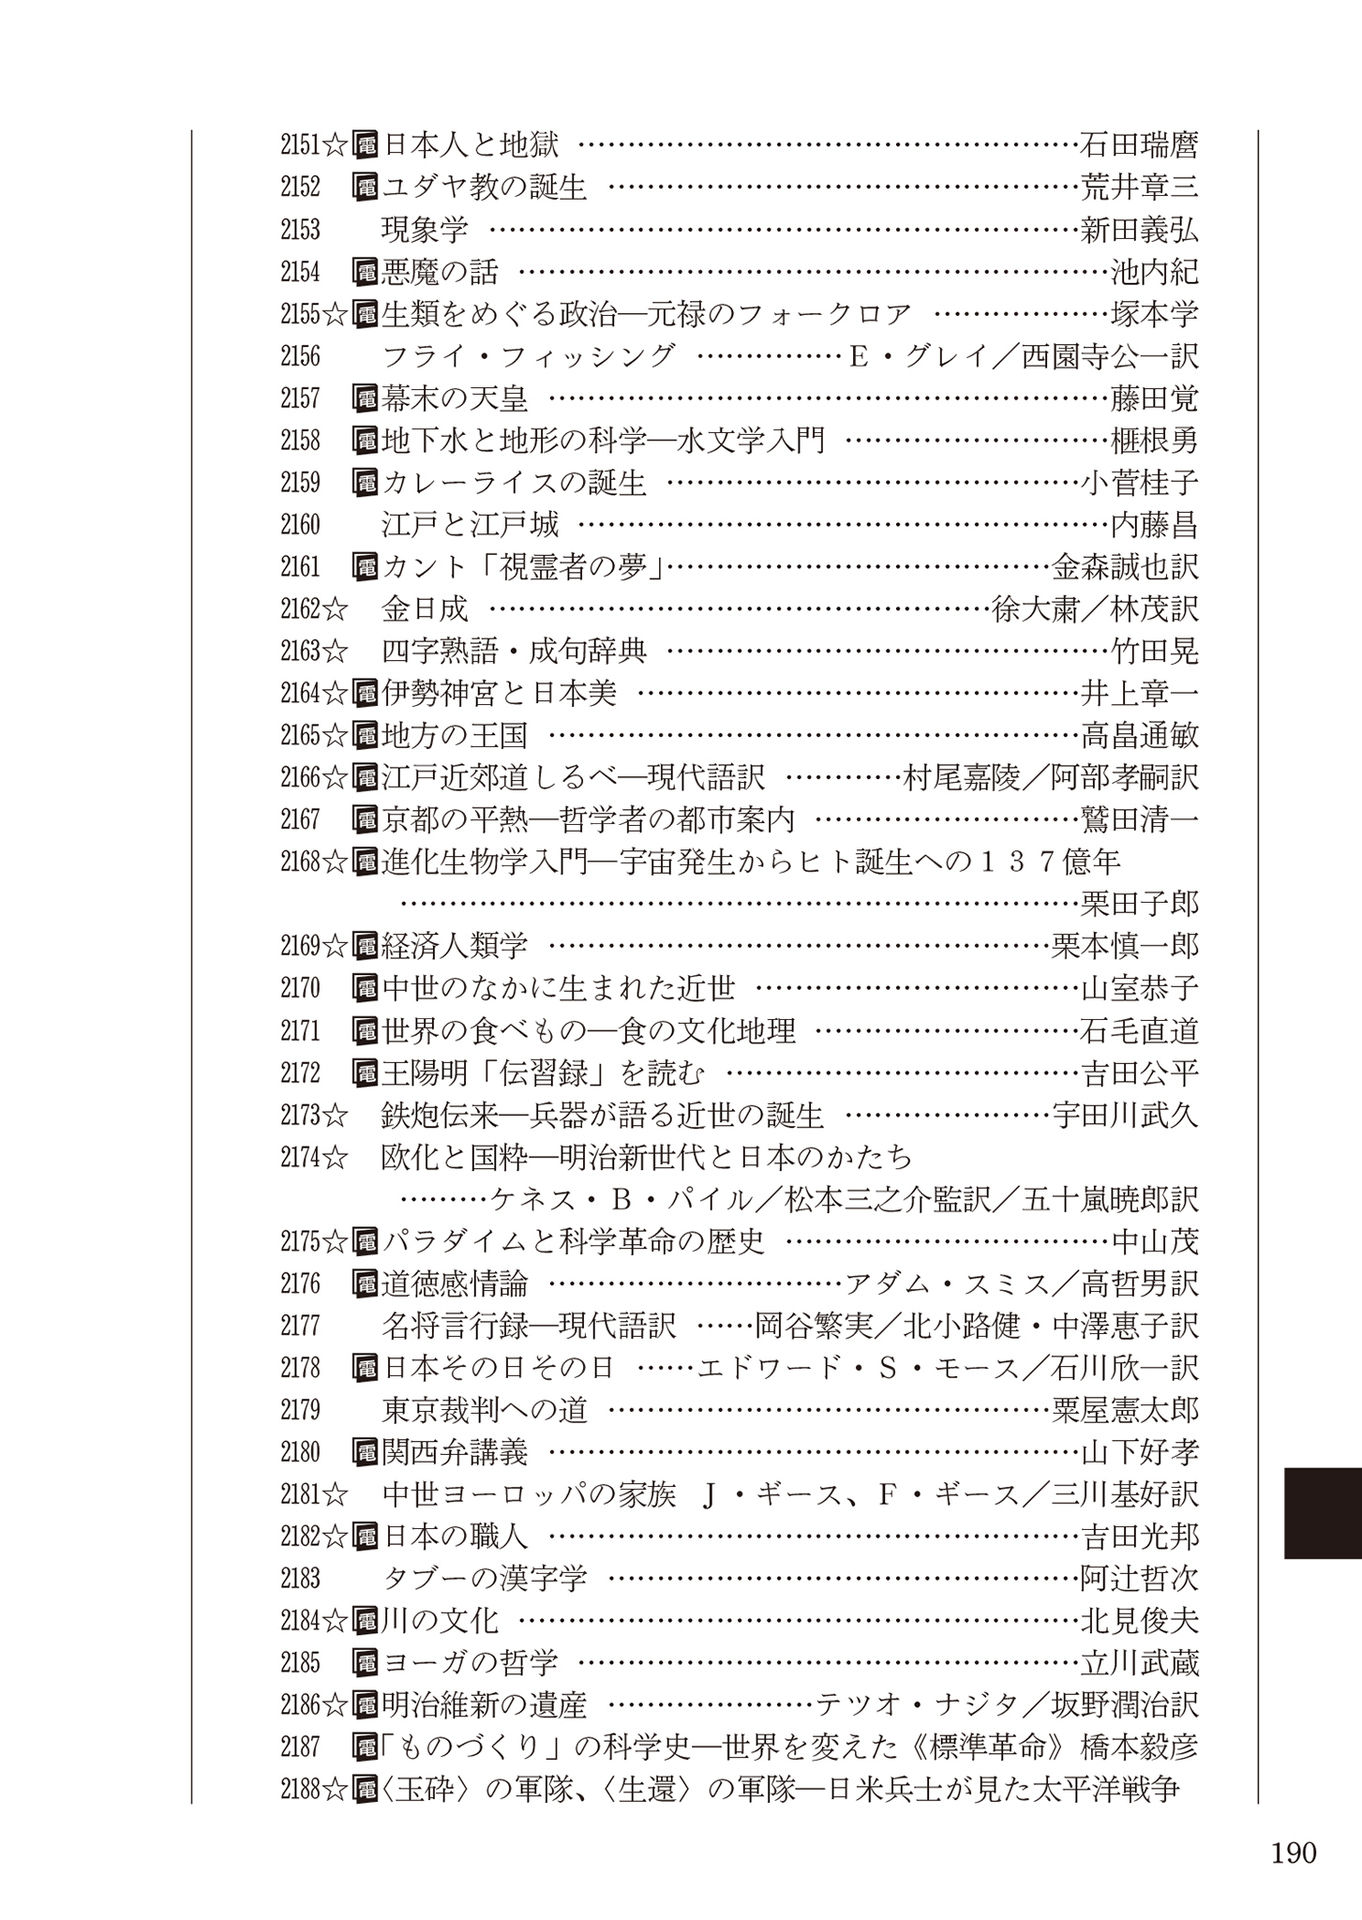 2151☆電日本人と地獄 ……………………………………………石田瑞麿
2152 電ユダヤ教の誕生 …………………………………………荒井章三
2153 現象学 ……………………………………………………新田義弘
2154 電悪魔の話 ……………………………………………………池内紀
2155☆電生類をめぐる政治―元禄のフォークロア ………………塚本学
2156 フライ・フィッシング ……………E・グレイ／西園寺公一訳
2157 電幕末の天皇 …………………………………………………藤田覚
2158 電地下水と地形の科学―水文学入門 ………………………榧根勇
2159 電カレーライスの誕生 ……………………………………小菅桂子
2160 江戸と江戸城 ………………………………………………内藤昌
2161 電カント「視霊者の夢」…………………………………金森誠也訳
2162☆ 金日成 ……………………………………………徐大粛／林茂訳
2163☆ 四字熟語・成句辞典 ………………………………………竹田晃
2164☆電伊勢神宮と日本美 ………………………………………井上章一
2165☆電地方の王国 ………………………………………………高畠通敏
2166☆電江戸近郊道しるべ―現代語訳 …………村尾嘉陵／阿部孝嗣訳
2167 電京都の平熱―哲学者の都市案内 ………………………鷲田清一
2168☆電進化生物学入門―宇宙発生からヒト誕生への１３７億年
……………………………………………………………栗田子郎
2169☆電経済人類学 ……………………………………………栗本慎一郎
2170 電中世のなかに生まれた近世 ……………………………山室恭子
2171 電世界の食べもの―食の文化地理 ………………………石毛直道
2172 電王陽明「伝習録」を読む ………………………………吉田公平
2173☆ 鉄炮伝来―兵器が語る近世の誕生 …………………宇田川武久
2174☆ 欧化と国粋―明治新世代と日本のかたち
………ケネス・B・パイル／松本三之介監訳／五十嵐暁郎訳
2175☆電パラダイムと科学革命の歴史 ……………………………中山茂
2176 電道徳感情論 …………………………アダム・スミス／高哲男訳
2177 名将言行録―現代語訳 ……岡谷繁実／北小路健・中澤惠子訳
2178 電日本その日その日 ……エドワード・S・モース／石川欣一訳
2179 東京裁判への道 ………………………………………粟屋憲太郎
2180 電関西弁講義 ………………………………………………山下好孝
2181☆ 中世ヨーロッパの家族 J・ギース、F・ギース／三川基好訳
2182☆電日本の職人 ………………………………………………吉田光邦
2183 タブーの漢字学 …………………………………………阿辻哲次
2184☆電川の文化 …………………………………………………北見俊夫
2185 電ヨーガの哲学 ……………………………………………立川武蔵
2186☆電明治維新の遺産 …………………テツオ・ナジタ／坂野潤治訳
2187 電「ものづくり」の科学史―世界を変えた《標準革命》 橋本毅彦
2188☆電〈玉砕〉の軍隊、〈生還〉の軍隊―日米兵士が見た太平洋戦争
190